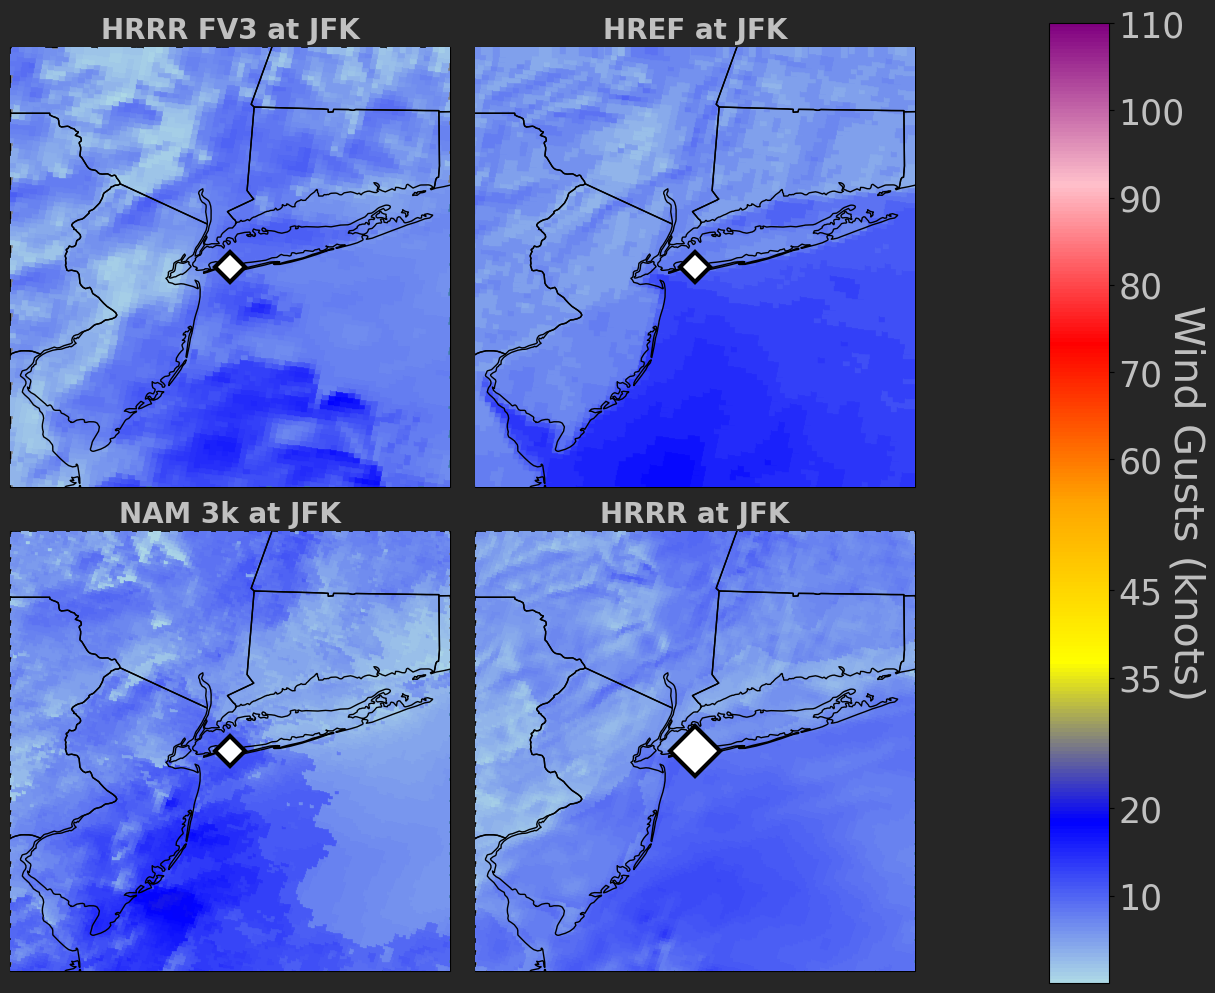 HRRR FV3 at JFK
HREF at JFK
NAM 3k at JFK
HRRR at JFK
110
100
90
80
70
60
45
35
20
10
Wind Gusts (knots)